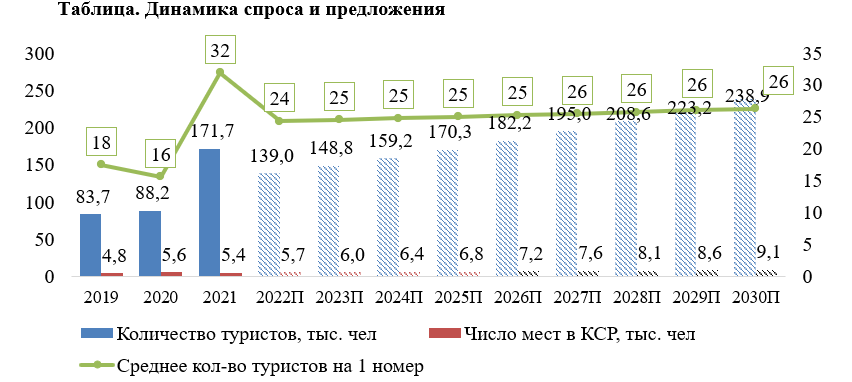 Таблица. Динамика спроса и предложения
300 35
32
250 30
24 25 25 25 25 26 26 26 26
238,9
223,2
208,6
195,0
182,2
171,7 170,3
159,2
148,8
139,0
200 25
18 16
150 20
15
100 83,7 88,2
10
50 5
4,8 5,6 5,4 5,7 6,0 6,4 6,8 7,2 7,6 8,1 8,6 9,1
0 0
2019 2020 2021 2022П 2023П 2024П 2025П 2026П 2027П 2028П 2029П 2030П
Количество туристов, тыс. чел Число мест в КСР, тыс. чел
Среднее кол-во туристов на 1 номер